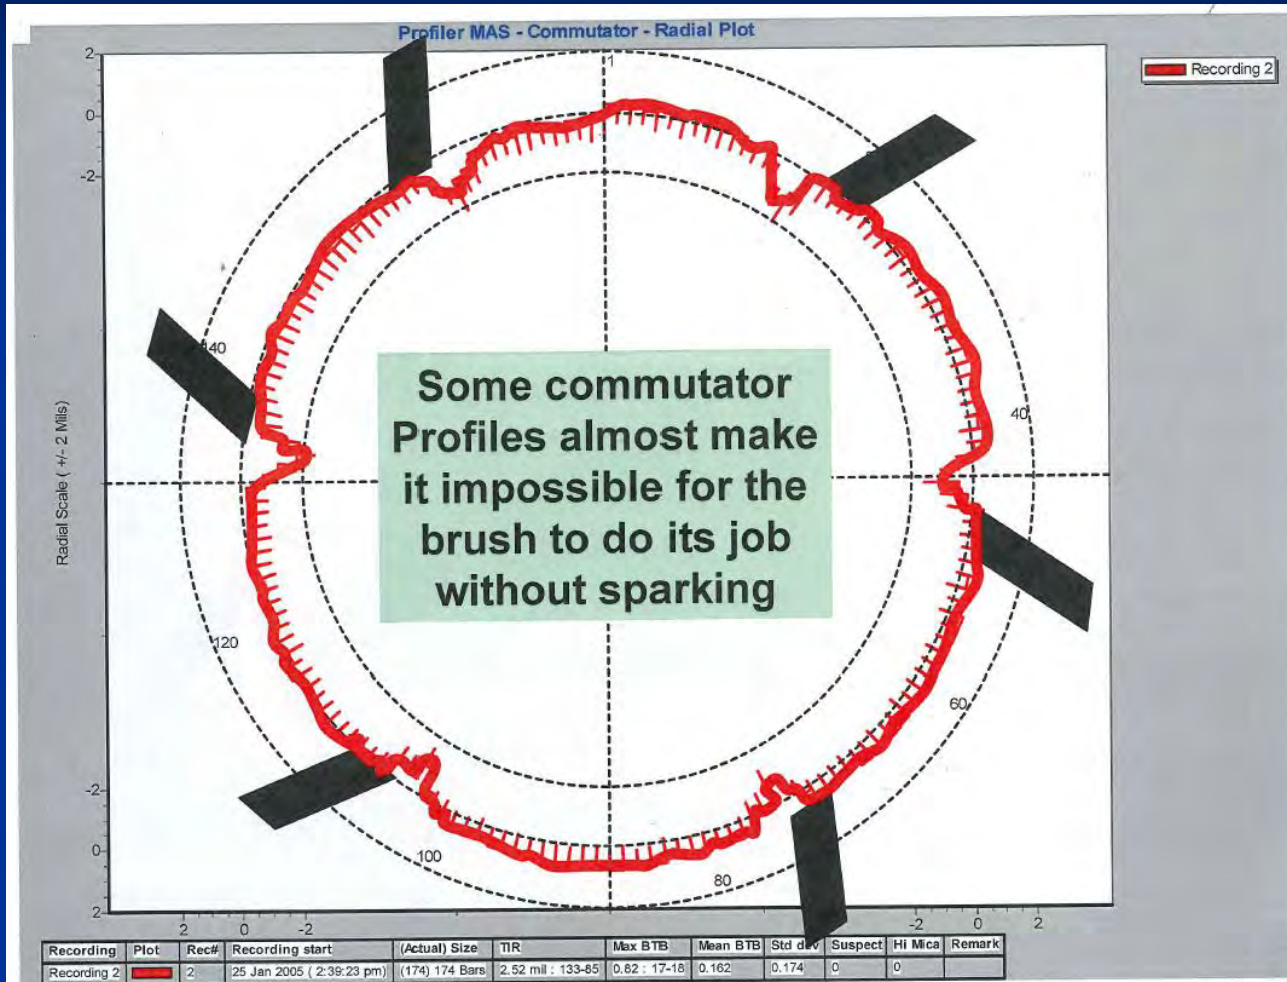 Profiler MAS - Commutator - Radial Plot
Recording 2
2
0
-2
1
40
140
Some commutator
Profiles almost make
it impossible for the
brush to do its job
without sparking
Radial Scale ( +/- 2 Mils)
120
60
100
80
-2
0
2
2 0 -2 -2 0 2
Recording Plot Rec# Recording start (Actual) Size TIR Max BTB Mean BTB Std Suspect Hi Mica Remark
Recording 2 2 25 Jan 2005 ( 2:39:23 pm) (174) 174 Bars 2.52 mil : 133-85 0.82 : 17-18 0.162 0.174 0 0